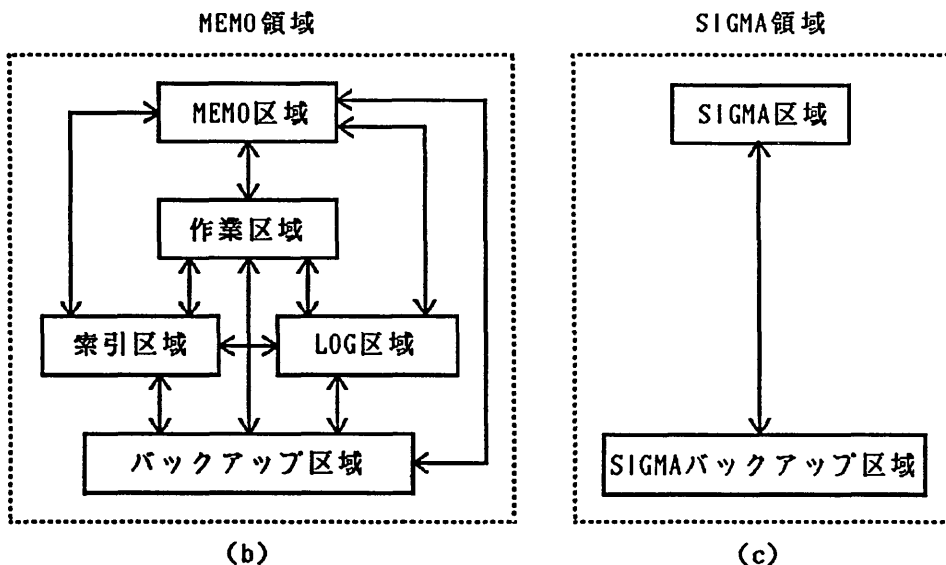 MEMO領域
MEMO区域
作業区域
索引区域
LOG区域
バックアップ区域
(b)
SIGMA領域
SIGMA区域
SIGMAバックアップ区域
(c)